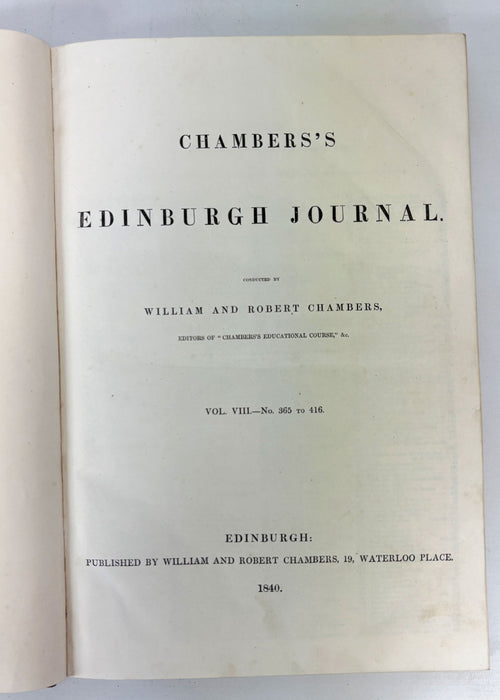 CHAMBERS'S
EDINBURGH JOURNAL.
CONDUCTED BY
WILLIAM AND ROBERT CHAMBERS,
EDITORS OF "CHAMBERS'S EDUCATIONAL COURSE," &c.
VOL. VIII.—No. 365 TO 416.
EDINBURGH:
PUBLISHED BY WILLIAM AND ROBERT CHAMBERS, 19, WATERLOO PLACE.
1840.